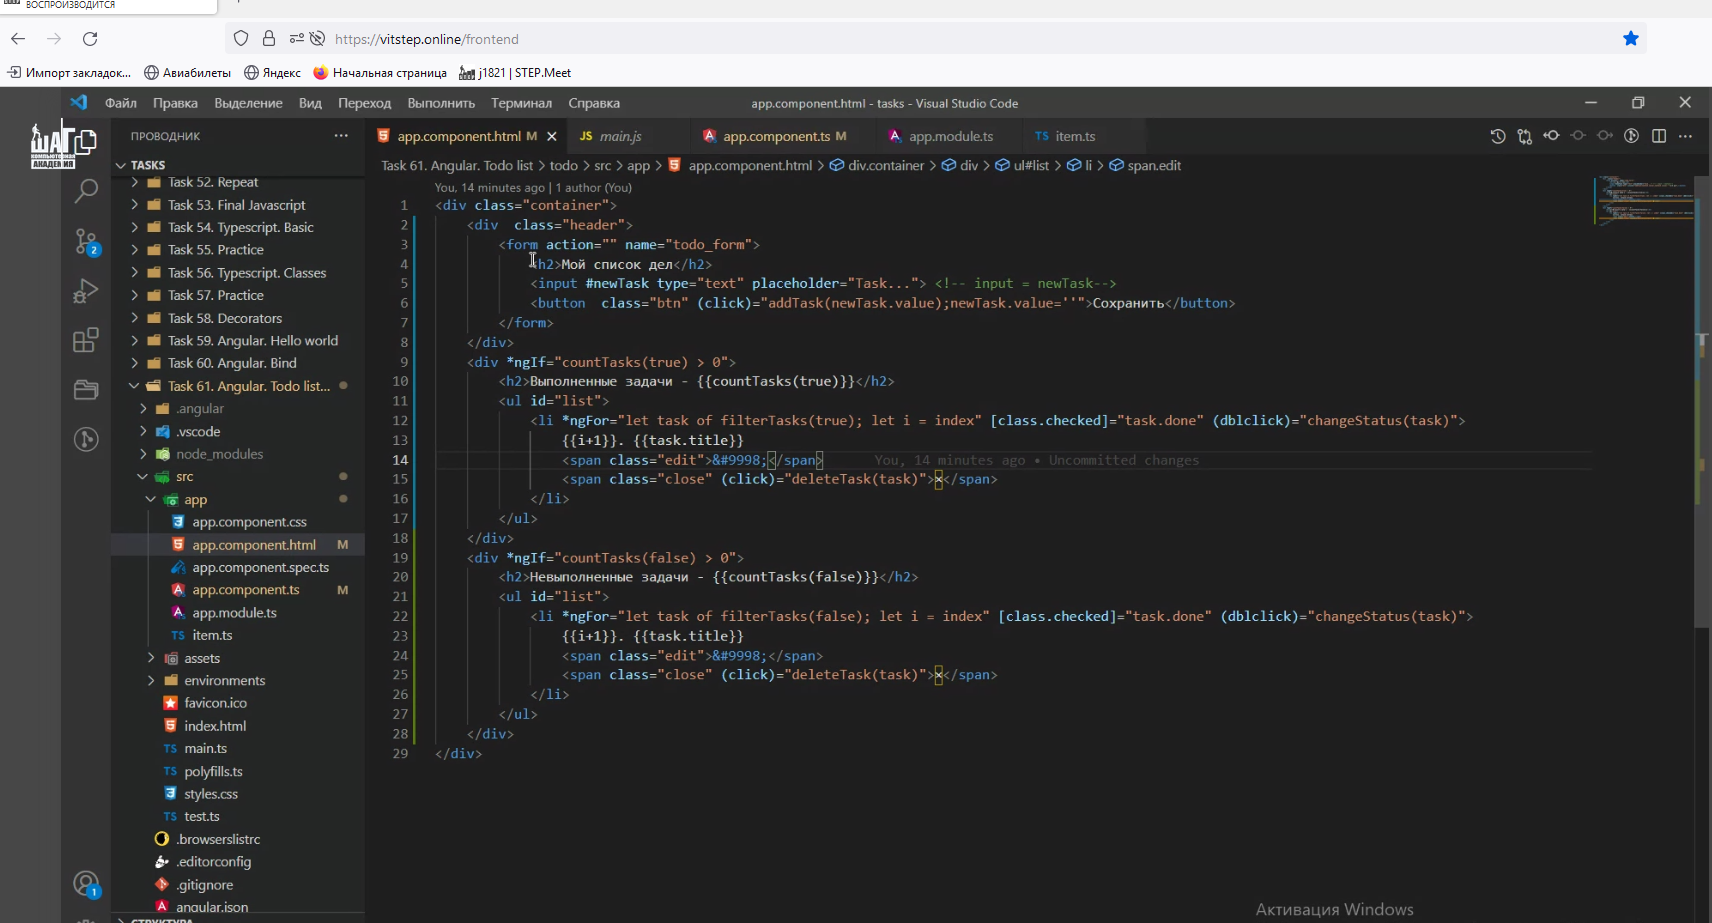 ВОСПРОИЗВОДИТСЯ
https://vitstep.online/frontend
Импорт закладок... Авиабилеты Яндекс Начальная страница j1821 | STEP.Meet
Файл Правка Выделение Вид Переход Выполнить Терминал Справка app.component.html - tasks - Visual Studio Code
ШАГ
КОМПЬЮТЕРНАЯ
АКАДЕМИЯ
ПРОВОДНИК ... app.component.html M JS main.js app.component.ts M app.module.ts TS item.ts
TASKS
Task 61. Angular. Todo list > todo > src > app > app.component.html > div.container > div > ul#list > li > span.edit
Task 52. Repeat
Task 53. Final Javascript
Task 54. Typescript. Basic
Task 55. Practice
Task 56. Typescript. Classes
Task 57. Practice
Task 58. Decorators
Task 59. Angular. Hello world
Task 60. Angular. Bind
Task 61. Angular. Todo list...
.angular
.vscode
node_modules
src
app
app.component.css
app.component.html M
app.component.spec.ts
app.component.ts M
app.module.ts
TS item.ts
assets
environments
favicon.ico
index.html
TS main.ts
TS polyfills.ts
styles.css
TS test.ts
.browserslistrc
.editorconfig
.gitignore
angular.json
СТРУКТУРА
2
1
You, 14 minutes ago | 1 author (You)
1 <div class="container">
2 <div  class="header">
3 <form action="" name="todo_form">
4 <h2>Мой список дел</h2>
5 <input #newTask type="text" placeholder="Task..."> <!-- input = newTask-->
6 <button  class="btn" (click)="addTask(newTask.value);newTask.value=''">Сохранить</button>
7 </form>
8 </div>
9 <div *ngIf="countTasks(true) > 0">
10 <h2>Выполненные задачи - {{countTasks(true)}}</h2>
11 <ul id="list">
12 <li *ngFor="let task of filterTasks(true); let i = index" [class.checked]="task.done" (dblclick)="changeStatus(task)">
13 {{i+1}}. {{task.title}}
14 <span class="edit">&#9998;</span> You, 14 minutes ago • Uncommitted changes
15 <span class="close" (click)="deleteTask(task)">×</span>
16 </li>
17 </ul>
18 </div>
19 <div *ngIf="countTasks(false) > 0">
20 <h2>Невыполненные задачи - {{countTasks(false)}}</h2>
21 <ul id="list">
22 <li *ngFor="let task of filterTasks(false); let i = index" [class.checked]="task.done" (dblclick)="changeStatus(task)">
23 {{i+1}}. {{task.title}}
24 <span class="edit">&#9998;</span>
25 <span class="close" (click)="deleteTask(task)">×</span>
26 </li>
27 </ul>
28 </div>
29 </div>
Активация Windows